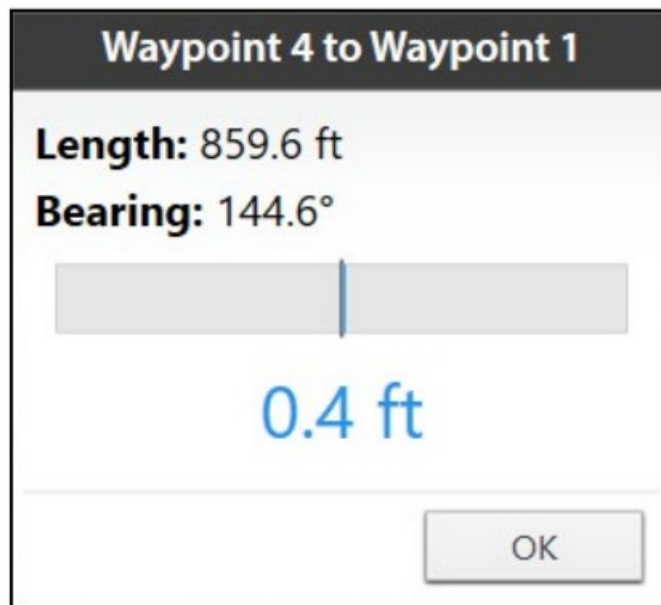 Waypoint 4 to Waypoint 1
Length: 859.6 ft
Bearing: 144.6°
0.4 ft
OK